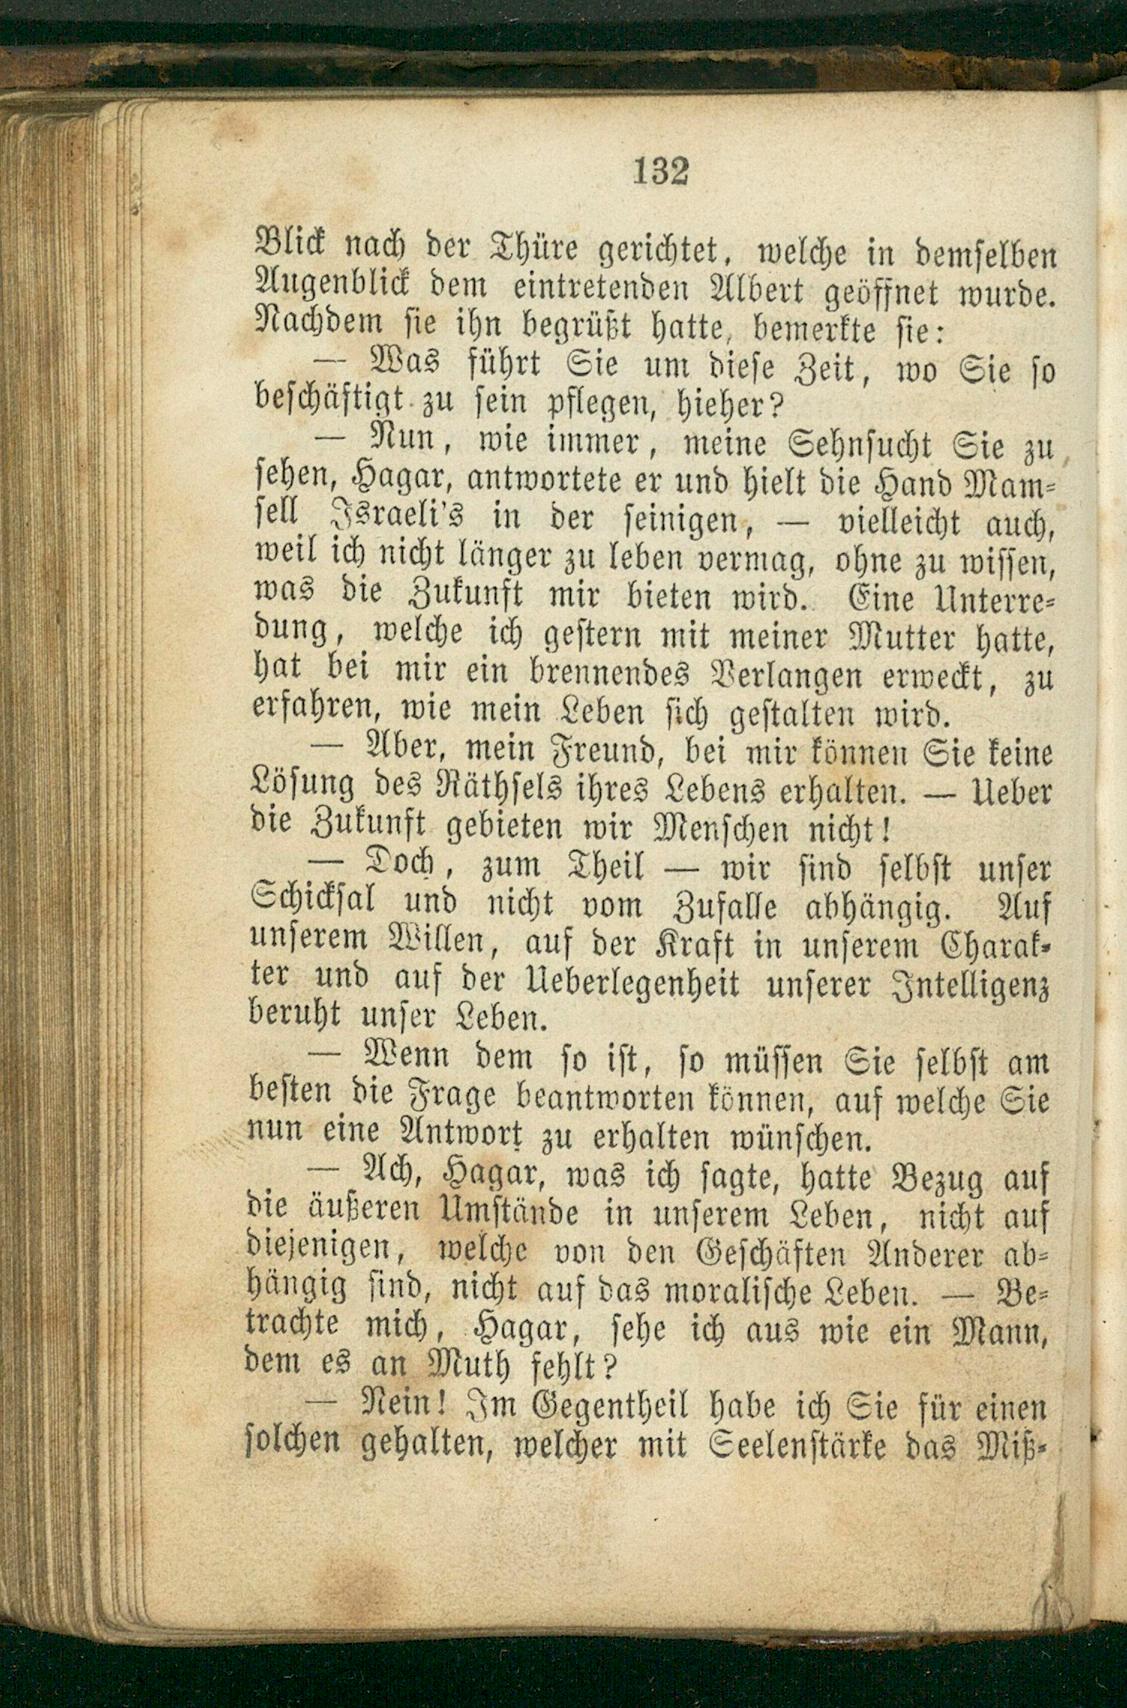 132
Blick nach der Thüre gerichtet, welche in demselben
Augenblick dem eintretenden Albert geöffnet wurde.
Nachdem sie ihn begrüßt hatte, bemerkte sie:
— Was führt Sie um diese Zeit, wo Sie so
beschäftigt zu sein pflegen, hieher?
— Nun, wie immer, meine Sehnsucht Sie zu
sehen, Hagar, antwortete er und hielt die Hand Mam-
sell Israeli's in der seinigen, — vielleicht auch,
weil ich nicht länger zu leben vermag, ohne zu wissen,
was die Zukunft mir bieten wird. Eine Unterre-
dung, welche ich gestern mit meiner Mutter hatte,
hat bei mir ein brennendes Verlangen erweckt, zu
erfahren, wie mein Leben sich gestalten wird.
— Aber, mein Freund, bei mir können Sie keine
Lösung des Räthsels ihres Lebens erhalten. — Ueber
die Zukunft gebieten wir Menschen nicht!
— Doch, zum Theil — wir sind selbst unser
Schicksal und nicht vom Zufalle abhängig. Auf
unserem Willen, auf der Kraft in unserem Charak-
ter und auf der Ueberlegenheit unserer Intelligenz
beruht unser Leben.
— Wenn dem so ist, so müssen Sie selbst am
besten die Frage beantworten können, auf welche Sie
nun eine Antwort zu erhalten wünschen.
— Ach, Hagar, was ich sagte, hatte Bezug auf
die äußeren Umstände in unserem Leben, nicht auf
diejenigen, welche von den Geschäften Anderer ab-
hängig sind, nicht auf das moralische Leben. — Be-
trachte mich, Hagar, sehe ich aus wie ein Mann,
dem es an Muth fehlt?
— Nein! Im Gegentheil habe ich Sie für einen
solchen gehalten, welcher mit Seelenstärke das Miß-